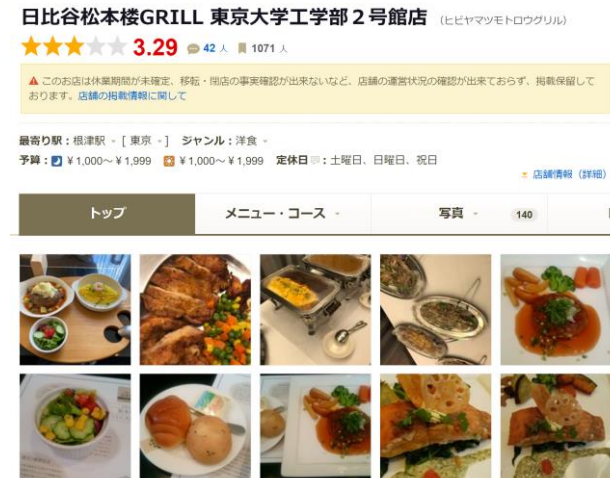 日比谷松本楼GRILL 東京大学工学部２号館店 （ヒビヤマツモトロウグリル）
3.29 42 人 1071 人
このお店は休業期間が未確定、移転・閉店の事実確認が出来ないなど、店舗の運営状況の確認が出来ておらず、掲載保留して
おります。店舗の掲載情報に関して
最寄り駅：根津駅 [ 東京 ] ジャンル：洋食
予算： ￥1,000～￥1,999 ￥1,000～￥1,999 定休日：土曜日、日曜日、祝日
店舗情報（詳細）
トップ メニュー・コース 写真 140